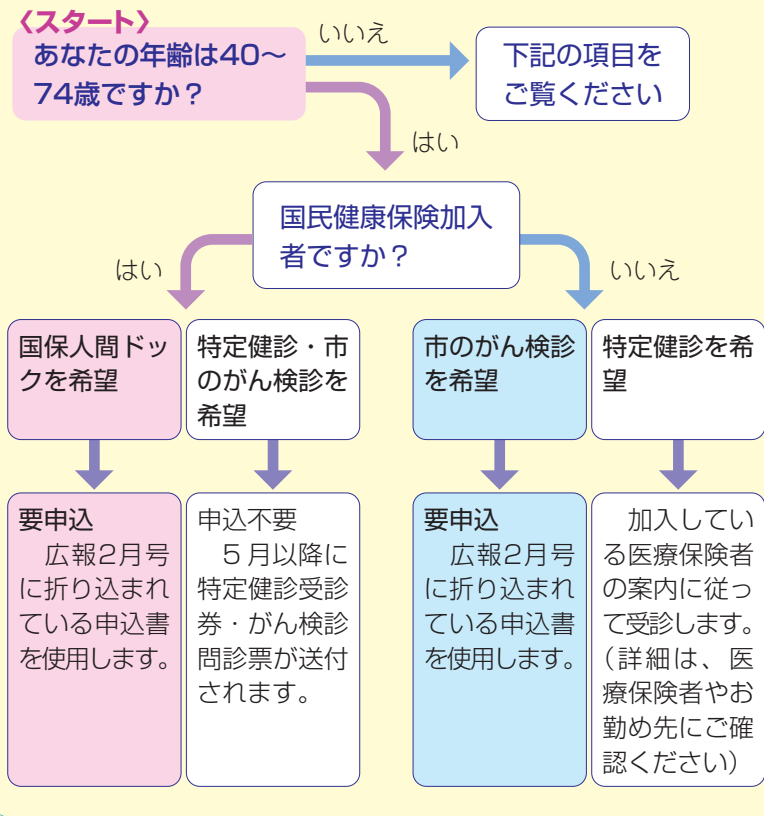 〈スタート〉
あなたの年齢は40〜
74歳ですか？
いいえ
下記の項目を
ご覧ください
はい
国民健康保険加入
者ですか？
はい
いいえ
国保人間ドッ
クを希望
特定健診・市
のがん検診を
希望
市のがん検診
を希望
特定健診を希
望
要申込
　広報2月号
に折り込まれ
ている申込書
を使用します。
申込不要
　５月以降に
特定健診受診
券・がん検診
問診票が送付
されます。
要申込
　広報2月号
に折り込まれ
ている申込書
を使用します。
　加入してい
る医療保険者
の案内に従っ
て受診します。
（詳細は、医
療保険者やお
勤め先にご確
認ください）